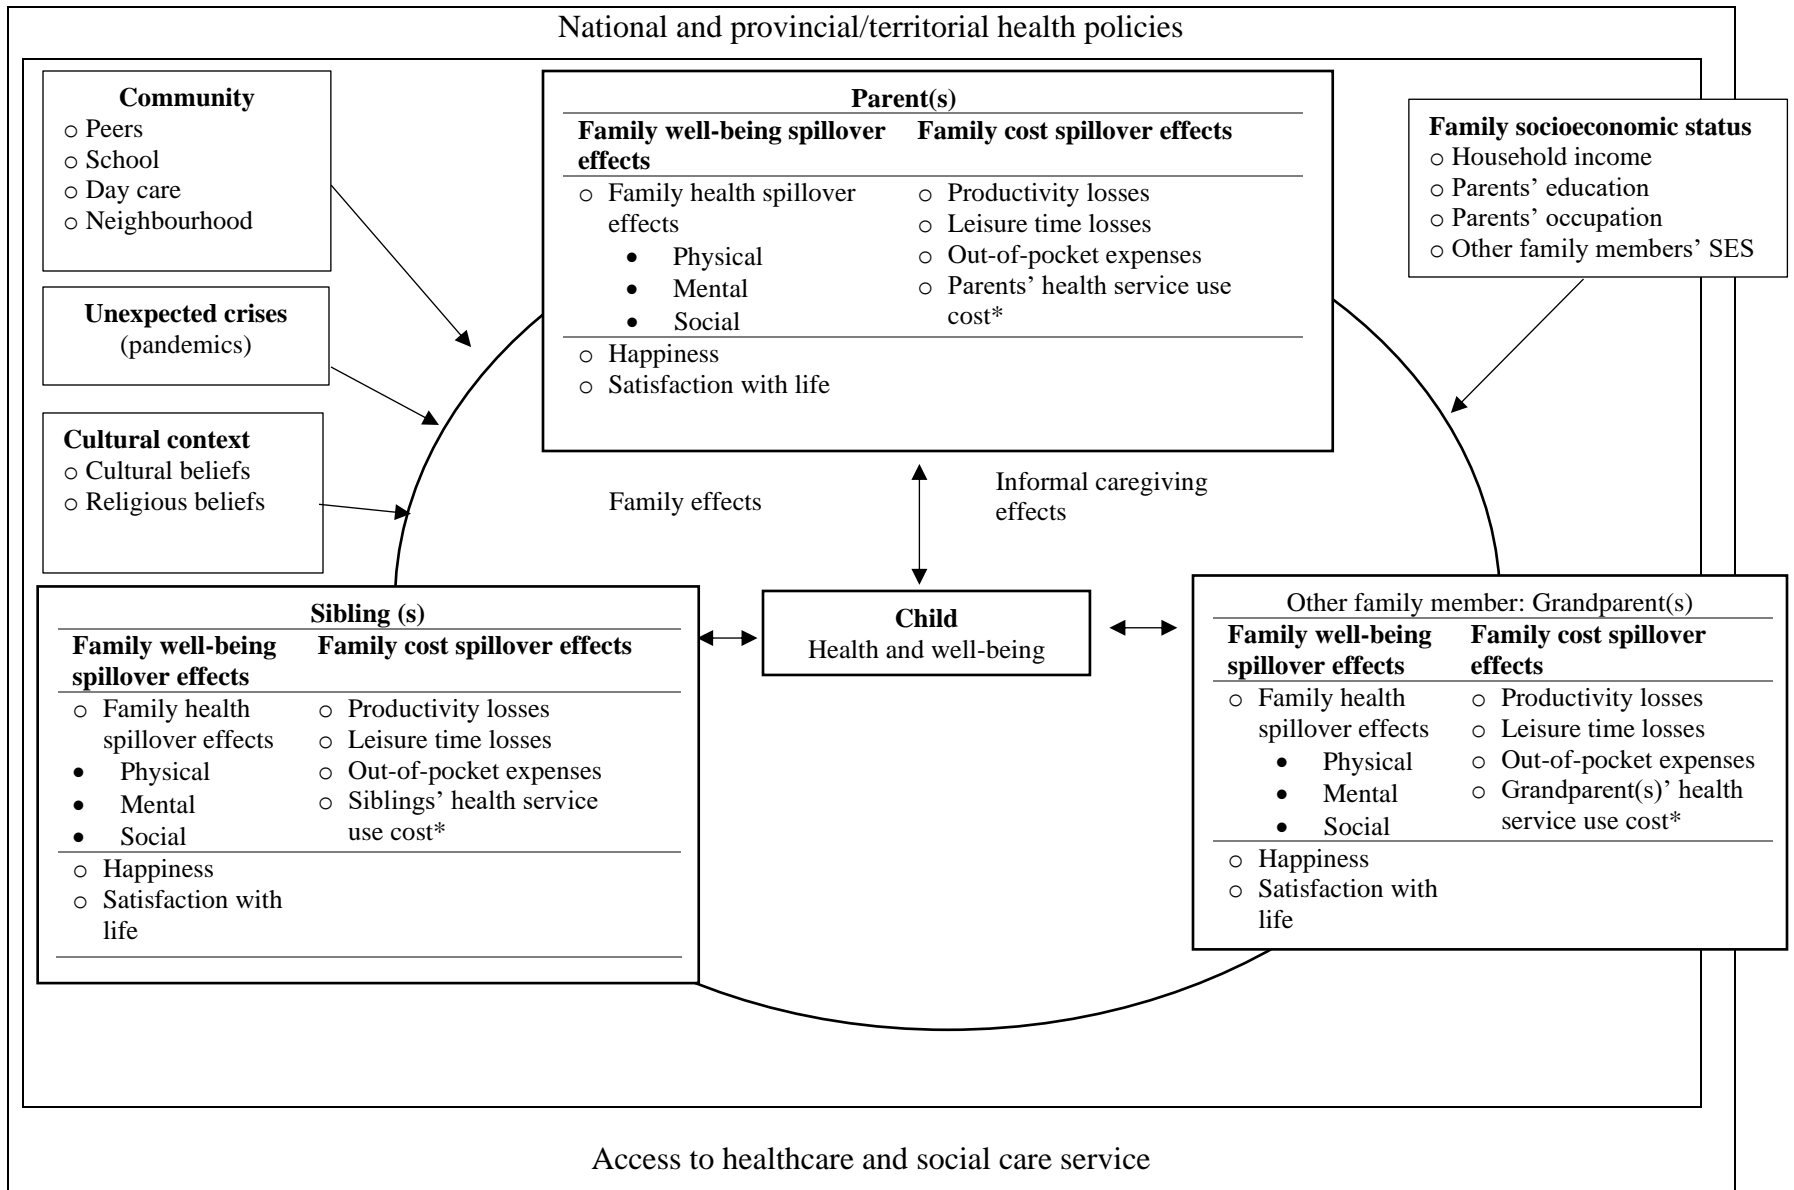 National and provincial/territorial health policies
Community
o Peers
o School
o Day care
o Neighbourhood
Unexpected crises
(pandemics)
Cultural context
o Cultural beliefs
o Religious beliefs
Parent(s)
Family well-being spillover
effects
Family cost spillover effects
o Family health spillover
effects
• Physical
• Mental
• Social
o Productivity losses
o Leisure time losses
o Out-of-pocket expenses
o Parents’ health service use
cost*
o Happiness
o Satisfaction with life
Family socioeconomic status
o Household income
o Parents’ education
o Parents’ occupation
o Other family members’ SES
Family effects
Informal caregiving
effects
Sibling (s)
Family well-being
spillover effects
Family cost spillover effects
o Family health
spillover effects
• Physical
• Mental
• Social
o Productivity losses
o Leisure time losses
o Out-of-pocket expenses
o Siblings’ health service
use cost*
o Happiness
o Satisfaction with
life
Child
Health and well-being
Other family member: Grandparent(s)
Family well-being
spillover effects
Family cost spillover
effects
o Family health
spillover effects
• Physical
• Mental
• Social
o Productivity losses
o Leisure time losses
o Out-of-pocket expenses
o Grandparent(s)’ health
service use cost*
o Happiness
o Satisfaction with
life
Access to healthcare and social care service